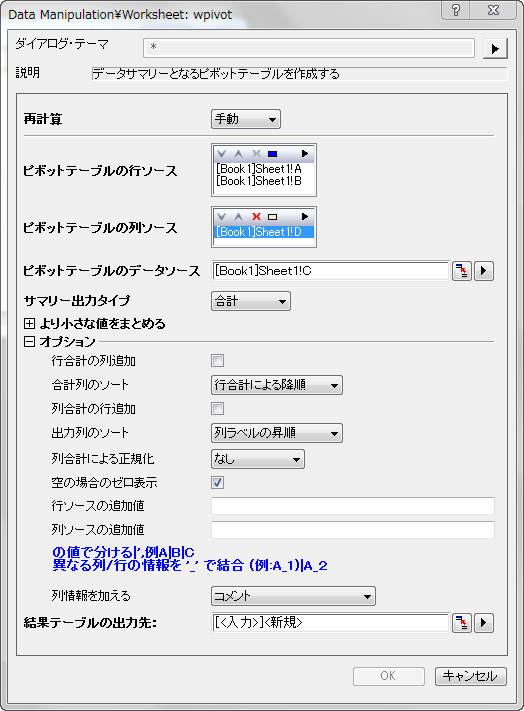 Data Manipulation¥Worksheet: wpivot
ダイアログ・テーマ *
説明 データサマリーとなるピボットテーブルを作成する
再計算 手動
ピボットテーブルの行ソース
[Book1]Sheet1!A
[Book1]Sheet1!B
ピボットテーブルの列ソース
[Book1]Sheet1!D
ピボットテーブルのデータソース [Book1]Sheet1!C
サマリー出力タイプ 合計
より小さな値をまとめる
オプション
行合計の列追加
合計列のソート 行合計による降順
列合計の行追加
出力列のソート 列ラベルの昇順
列合計による正規化 なし
空の場合のゼロ表示
行ソースの追加値
列ソースの追加値
の値で分ける|',例A|B|C
異なる列/行の情報を '_' で結合 (例:A_1)|A_2
列情報を加える コメント
結果テーブルの出力先: [<入力>]<新規>
OK キャンセル